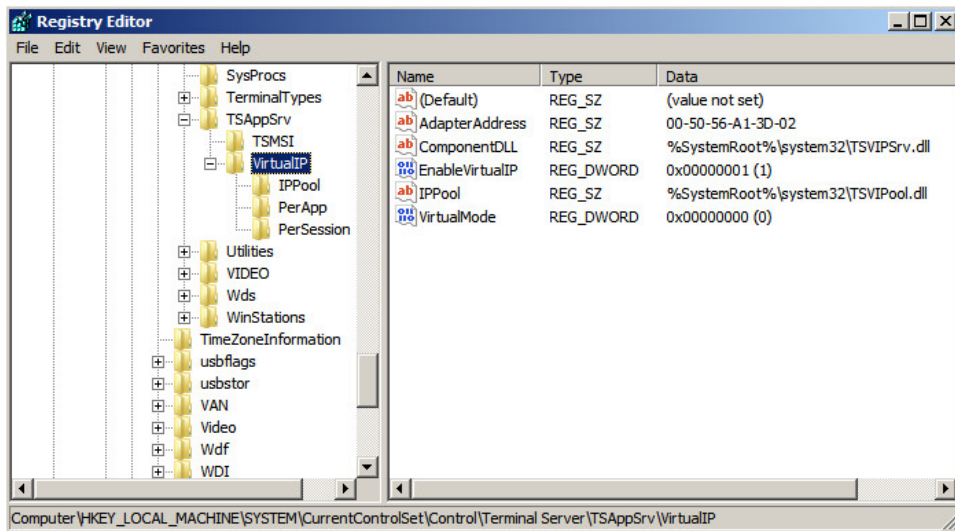 Registry Editor
File Edit View Favorites Help
SysProcs
TerminalTypes
TSAppSrv
TSMSI
VirtualIP
IPPool
PerApp
PerSession
Utilities
VIDEO
Wds
WinStations
TimeZoneInformation
usbflags
usbstor
VAN
Video
Wdf
WDI
Name Type Data
(Default) REG_SZ (value not set)
AdapterAddress REG_SZ 00-50-56-A1-3D-02
ComponentDLL REG_SZ %SystemRoot%\system32\TSVIPSrv.dll
EnableVirtualIP REG_DWORD 0x00000001 (1)
IPPool REG_SZ %SystemRoot%\system32\TSVIPool.dll
VirtualMode REG_DWORD 0x00000000 (0)
Computer\HKEY_LOCAL_MACHINE\SYSTEM\CurrentControlSet\Control\Terminal Server\TSAppSrv\VirtualIP